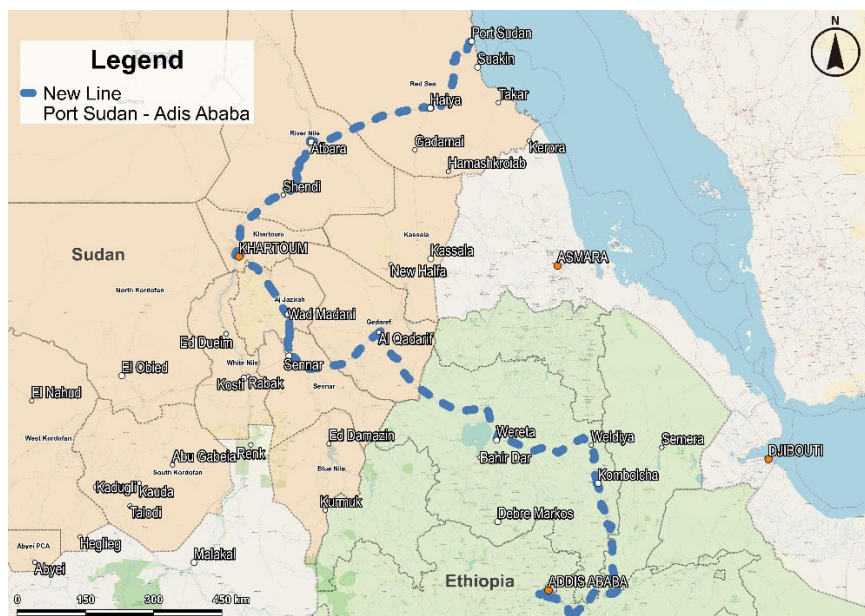 Legend
New Line
Port Sudan - Adis Ababa
N
Port Sudan
Suakin
Red Sea
Haiya
Takar
River Nile
Atbara
Gadamai
Kerora
Hamashkroiab
Shendi
Kassala
Khartoum
KHARTOUM
Kassala
New Halfa
ASMARA
Sudan
North Kordofan
Al Jazirah
Wad Madani
Gedaref
Al Qadarif
Ed Dueim
White Nile
Sennar
El Obied
Kosti
Rabak
Sennar
El Nahud
West Kordofan
Ed Damazin
Wereta
Weldiya
Semera
Bahir Dar
DJIBOUTI
Abu Gabeia
Renk
South Kordofan
Blue Nile
Kombolcha
Kadugli
Kauda
Talodi
Kurmuk
Debre Markos
Heglieg
Abyei PCA
Abyei
Malakal
Ethiopia
ADDIS ABABA
0 150 300 450 km